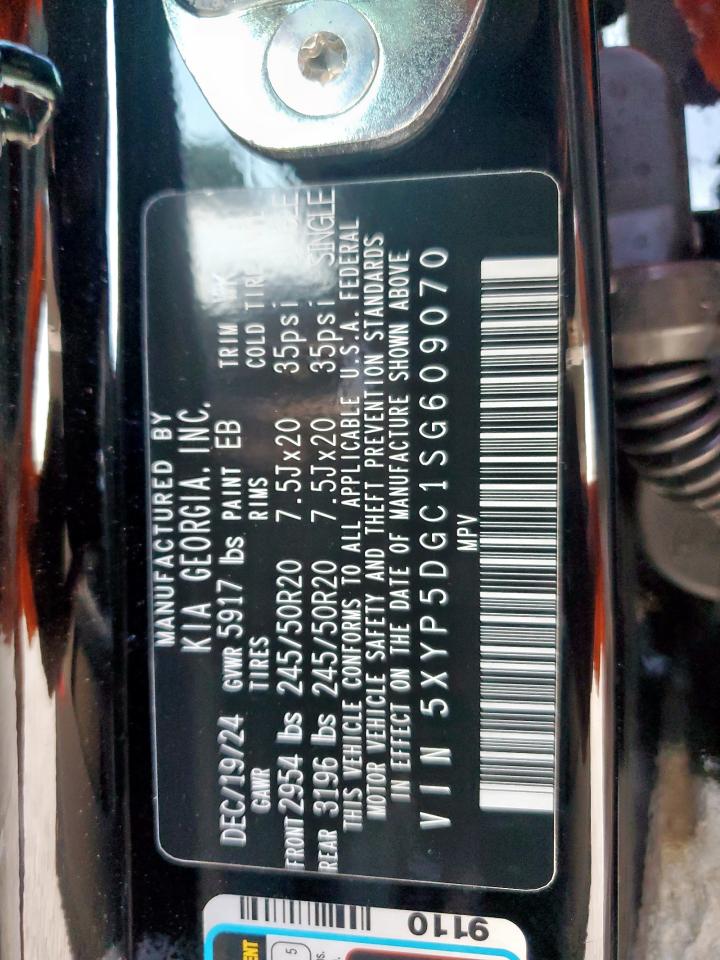 MANUFACTURED BY
KIA GEORGIA, INC.
DEC/19/24 GVWR 5917 lbs PAINT EB TRIM WK
GAWR TIRES RIMS COLD TIRE
FRONT 2954 lbs 245/50R20 7.5Jx20 35psi
REAR 3196 lbs 245/50R20 7.5Jx20 35psi SINGLE
THIS VEHICLE CONFORMS TO ALL APPLICABLE U.S.A. FEDERAL
MOTOR VEHICLE SAFETY AND THEFT PREVENTION STANDARDS
IN EFFECT ON THE DATE OF MANUFACTURE SHOWN ABOVE
VIN 5XYP5DGC1SG609070
MPV
9110
5